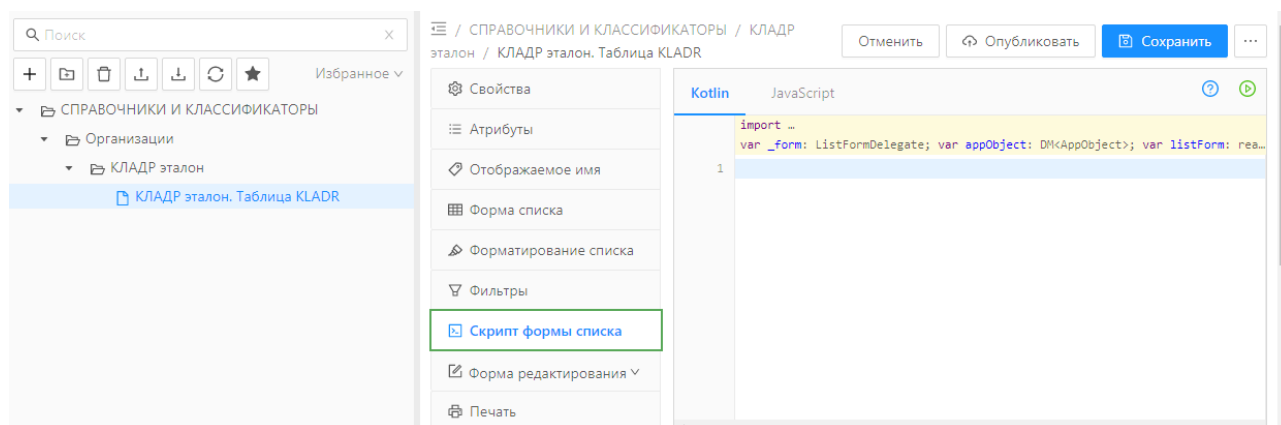 Поиск
Избранное
СПРАВОЧНИКИ И КЛАССИФИКАТОРЫ
Организации
КЛАДР эталон
КЛАДР эталон. Таблица KLADR
/ СПРАВОЧНИКИ И КЛАССИФИКАТОРЫ / КЛАДР
эталон / КЛАДР эталон. Таблица KLADR
Отменить
Опубликовать
Сохранить
...
Свойства
Атрибуты
Отображаемое имя
Форма списка
Форматирование списка
Фильтры
Скрипт формы списка
Форма редактирования
Печать
Kotlin JavaScript
import …
var _form: ListFormDelegate; var appObject: DM<AppObject>; var listForm: rea…
1